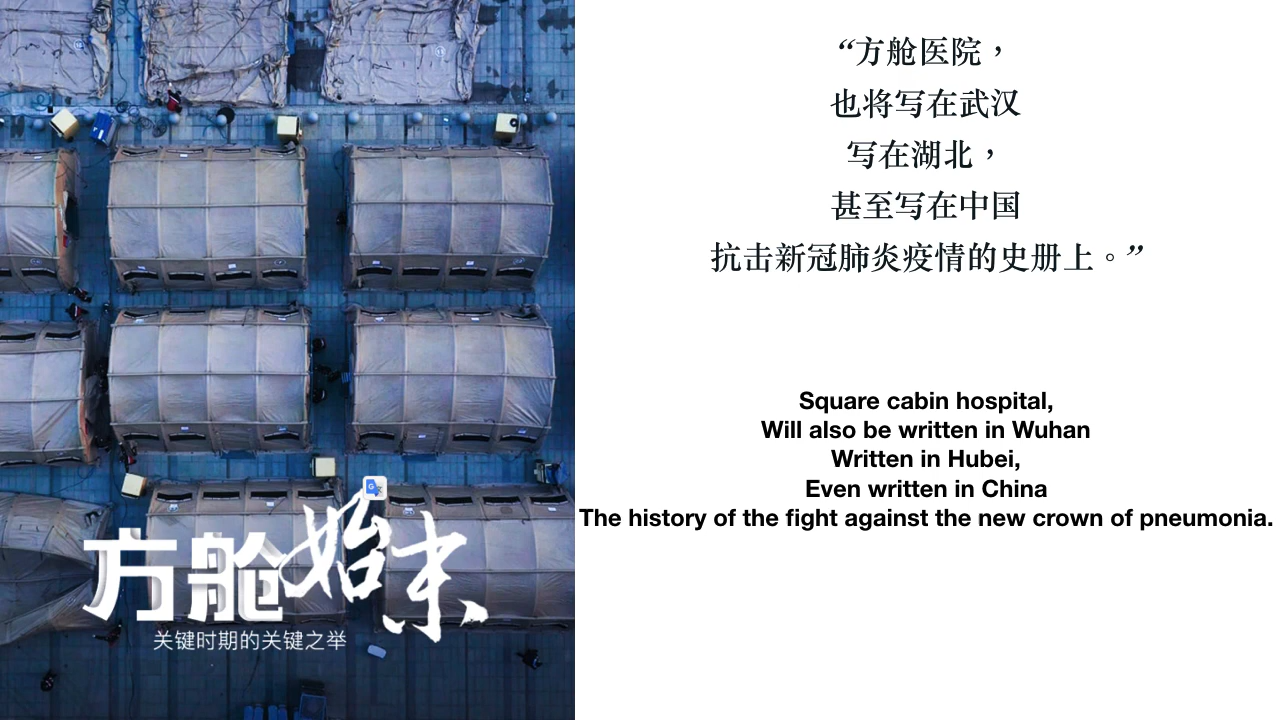 方舱始末
关键时期的关键之举
“方舱医院，
也将写在武汉
写在湖北，
甚至写在中国
抗击新冠肺炎疫情的史册上。”
Square cabin hospital,
Will also be written in Wuhan
Written in Hubei,
Even written in China
The history of the fight against the new crown of pneumonia.